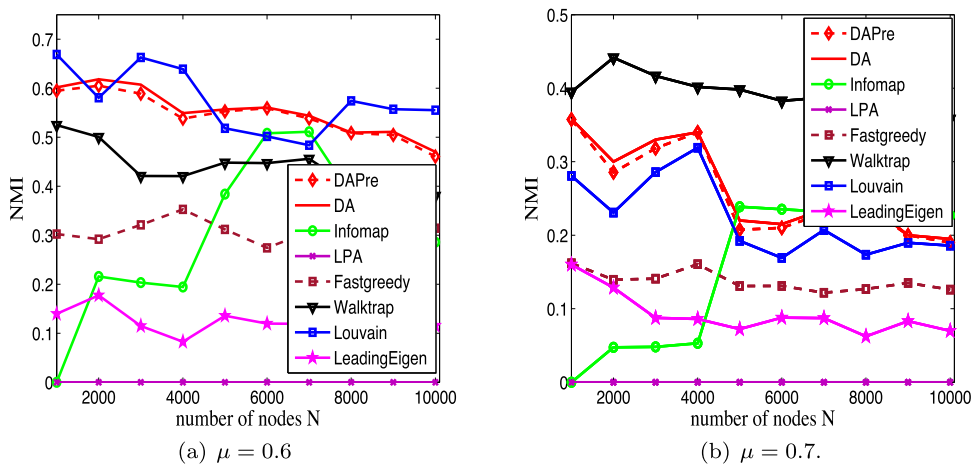 0.7
0.6
0.5
0.4
0.3
0.2
0.1
0
NMI
2000 4000 6000 8000 10000
number of nodes N
DAPre
DA
Infomap
LPA
Fastgreedy
Walktrap
Louvain
LeadingEigen
(a) μ = 0.6
0.5
0.4
0.3
0.2
0.1
0
NMI
2000 4000 6000 8000 10000
number of nodes N
DAPre
DA
Infomap
LPA
Fastgreedy
Walktrap
Louvain
LeadingEigen
(b) μ = 0.7.